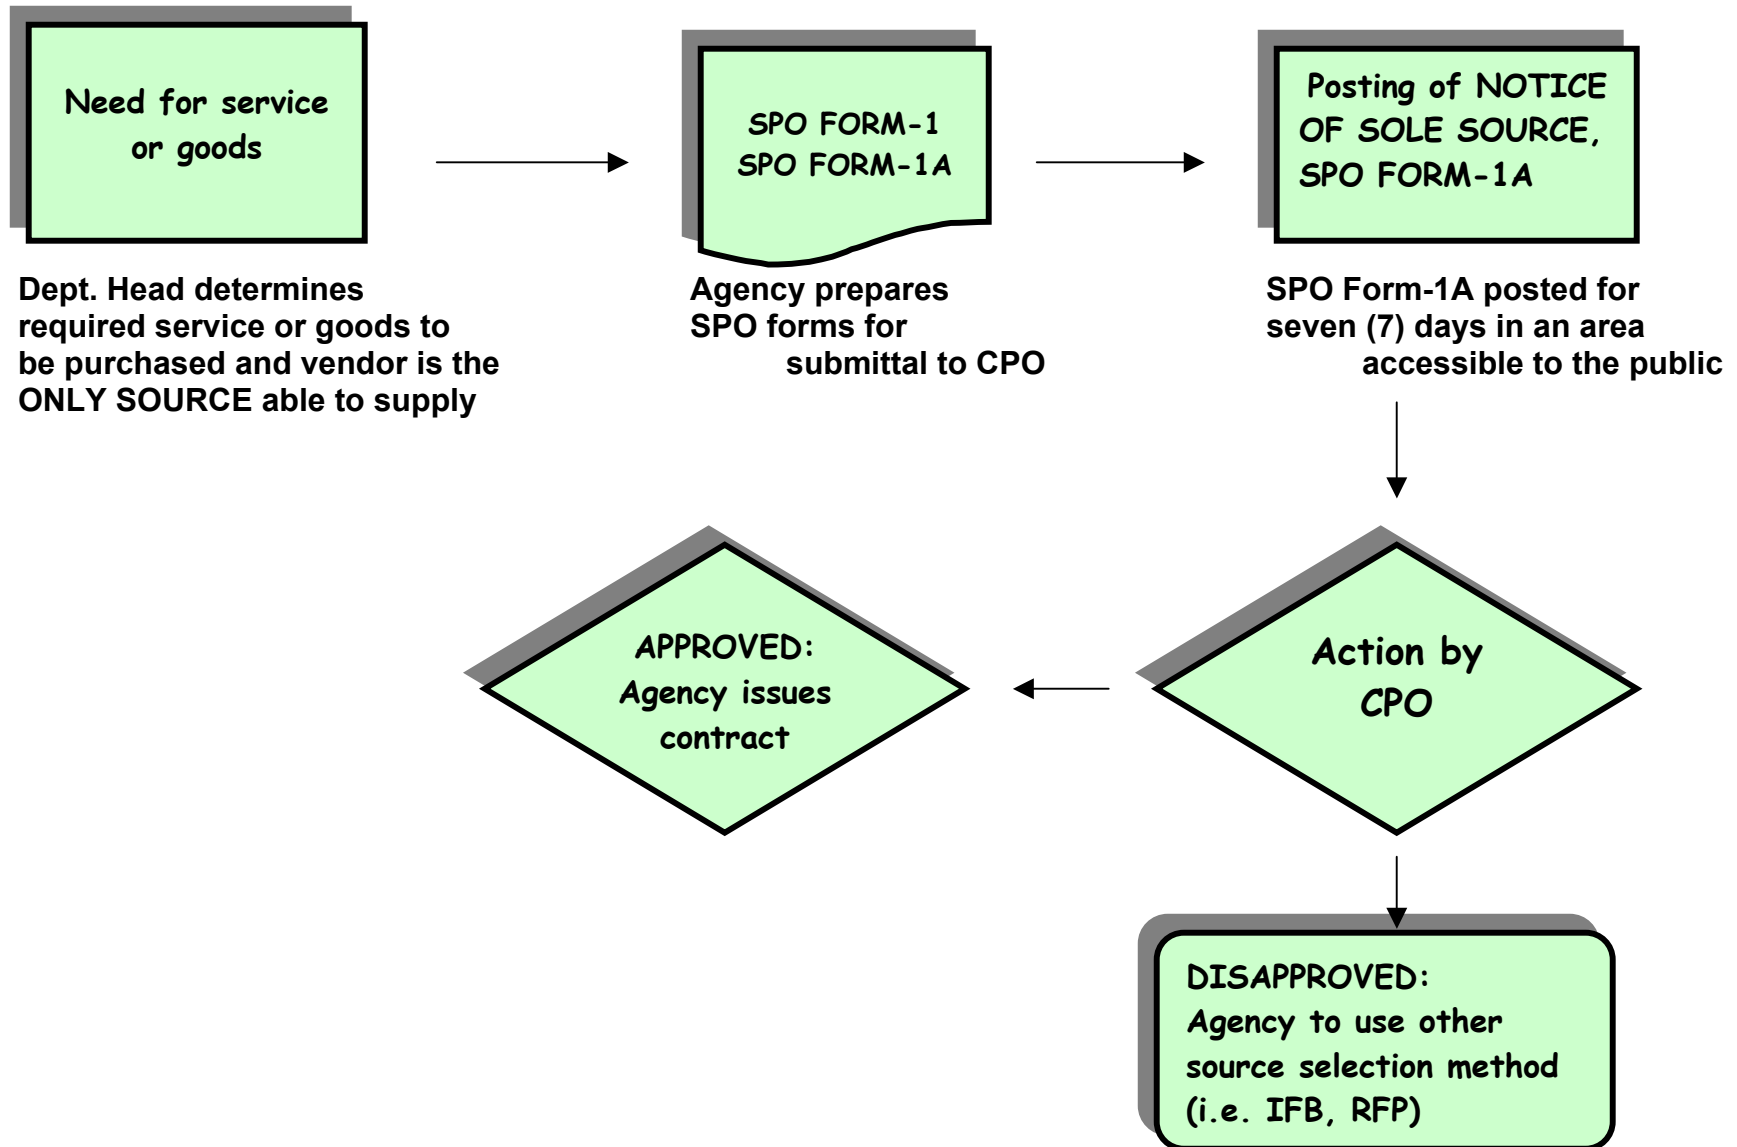 Need for service
or goods
Dept. Head determines
required service or goods to
be purchased and vendor is the
ONLY SOURCE able to supply
SPO FORM-1
SPO FORM-1A
Agency prepares
SPO forms for
submittal to CPO
Posting of NOTICE
OF SOLE SOURCE,
SPO FORM-1A
SPO Form-1A posted for
seven (7) days in an area
accessible to the public
Action by
CPO
APPROVED:
Agency issues
contract
DISAPPROVED:
Agency to use other
source selection method
(i.e. IFB, RFP)